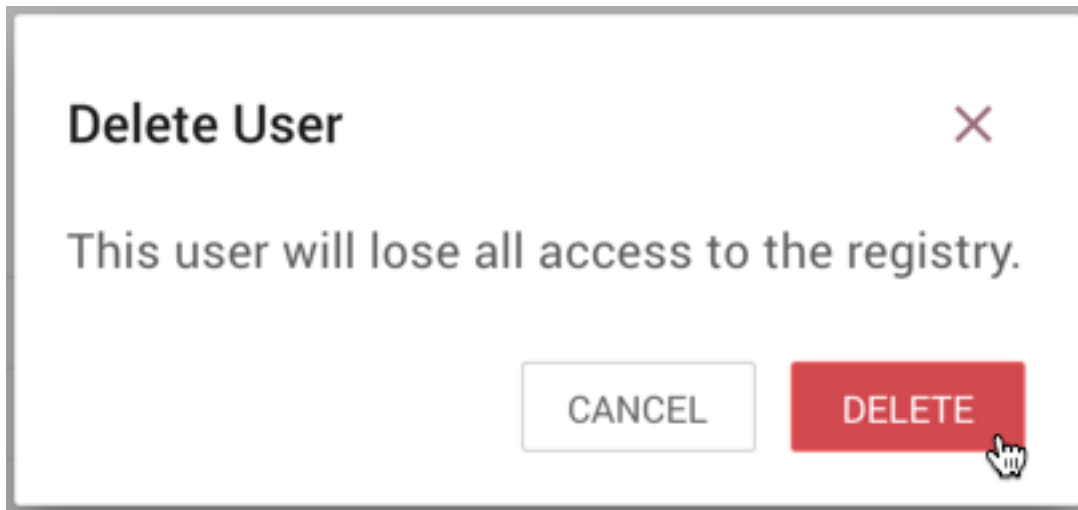 Delete User
This user will lose all access to the registry.
CANCEL
DELETE